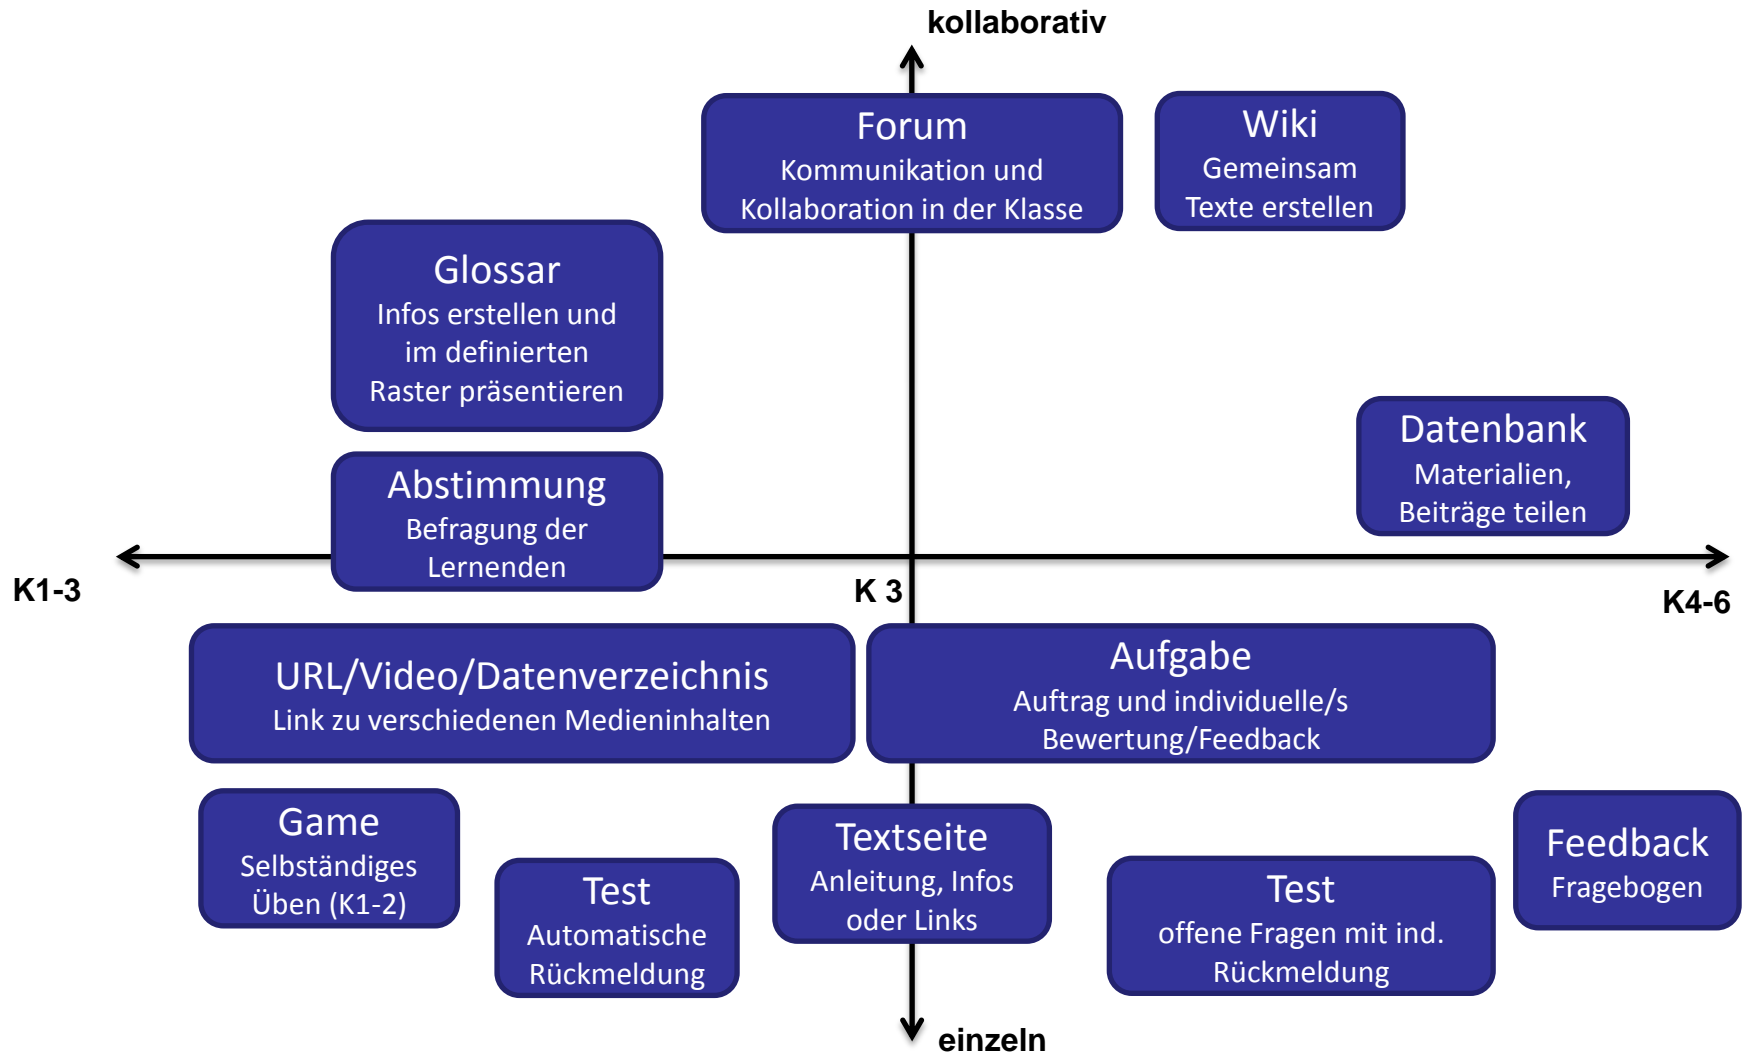 kollaborativ
Forum
Kommunikation und
Kollaboration in der Klasse
Wiki
Gemeinsam
Texte erstellen
Glossar
Infos erstellen und
im definierten
Raster präsentieren
Datenbank
Materialien,
Beiträge teilen
Abstimmung
Befragung der
Lernenden
K1-3
K 3
K4-6
URL/Video/Datenverzeichnis
Link zu verschiedenen Medieninhalten
Aufgabe
Auftrag und individuelle/s
Bewertung/Feedback
Game
Selbständiges
Üben (K1-2)
Test
Automatische
Rückmeldung
Textseite
Anleitung, Infos
oder Links
Test
offene Fragen mit ind.
Rückmeldung
Feedback
Fragebogen
einzeln